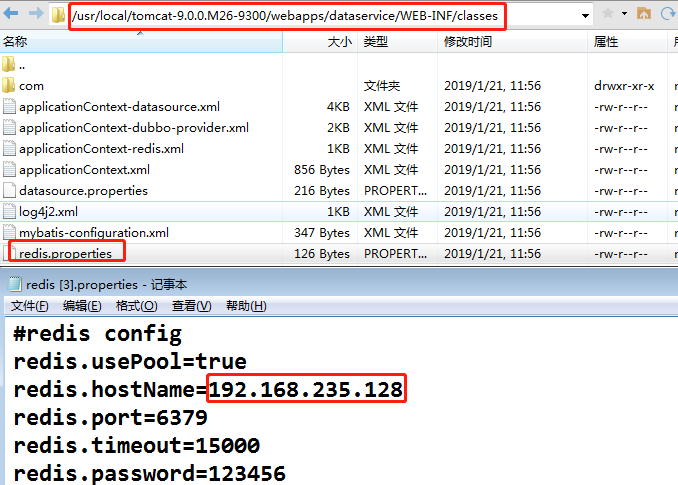 /usr/local/tomcat-9.0.0.M26-9300/webapps/dataservice/WEB-INF/classes
名称 大小 类型 修改时间 属性
..
com 文件夹 2019/1/21, 11:56 drwxr-xr-x
applicationContext-datasource.xml 4KB XML 文件 2019/1/21, 11:56 -rw-r--r--
applicationContext-dubbo-provider.xml 2KB XML 文件 2019/1/21, 11:56 -rw-r--r--
applicationContext-redis.xml 1KB XML 文件 2019/1/21, 11:56 -rw-r--r--
applicationContext.xml 856 Bytes XML 文件 2019/1/21, 11:56 -rw-r--r--
datasource.properties 216 Bytes PROPERT... 2019/1/21, 11:56 -rw-r--r--
log4j2.xml 1KB XML 文件 2019/1/21, 11:56 -rw-r--r--
mybatis-configuration.xml 347 Bytes XML 文件 2019/1/21, 11:56 -rw-r--r--
redis.properties 126 Bytes PROPERT... 2019/1/21, 11:56 -rw-r--r--
redis [3].properties - 记事本
文件(F) 编辑(E) 格式(O) 查看(V) 帮助(H)
#redis config
redis.usePool=true
redis.hostName=192.168.235.128
redis.port=6379
redis.timeout=15000
redis.password=123456